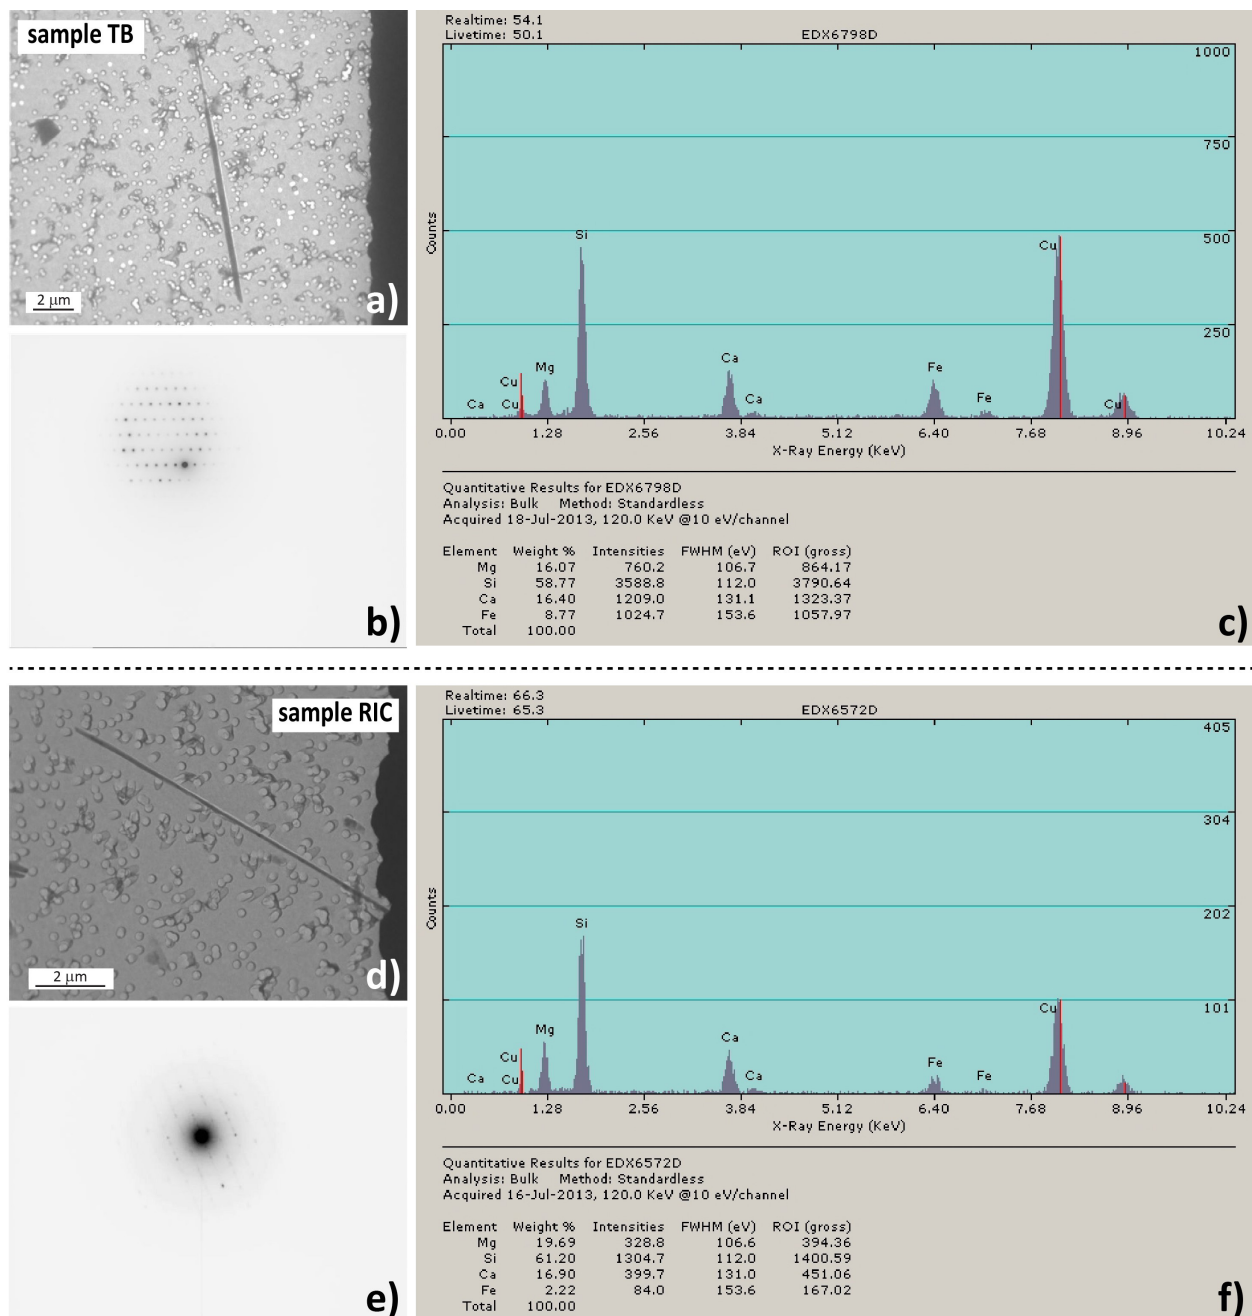 sample TB
2 μm
a)
b)
Realtime: 54.1
Livetime: 50.1 EDX6798D
1000
750
500
250
Counts
Si
Cu
Ca
Mg Fe
Cu
Ca Fe
Ca Cu Cu
0.00 1.28 2.56 3.84 5.12 6.40 7.68 8.96 10.24
X-Ray Energy (KeV)
Quantitative Results for EDX6798D
Analysis: Bulk Method: Standardless
Acquired 18-Jul-2013, 120.0 KeV @10 eV/channel
Element Weight % Intensities FWHM (eV) ROI (gross)
Mg 16.07 760.2 106.7 864.17
Si 58.77 3588.8 112.0 3790.64
Ca 16.40 1209.0 131.1 1323.37
Fe 8.77 1024.7 153.6 1057.97
Total 100.00
c)
sample RIC
2 μm
d)
e)
Realtime: 66.3
Livetime: 65.3 EDX6572D
405
304
202
101
Counts
Si
Cu
Mg
Ca
Cu Fe
Ca Cu Ca Fe
0.00 1.28 2.56 3.84 5.12 6.40 7.68 8.96 10.24
X-Ray Energy (KeV)
Quantitative Results for EDX6572D
Analysis: Bulk Method: Standardless
Acquired 16-Jul-2013, 120.0 KeV @10 eV/channel
Element Weight % Intensities FWHM (eV) ROI (gross)
Mg 19.69 328.8 106.6 394.36
Si 61.20 1304.7 112.0 1400.59
Ca 16.90 399.7 131.0 451.06
Fe 2.22 84.0 153.6 167.02
Total 100.00
f)